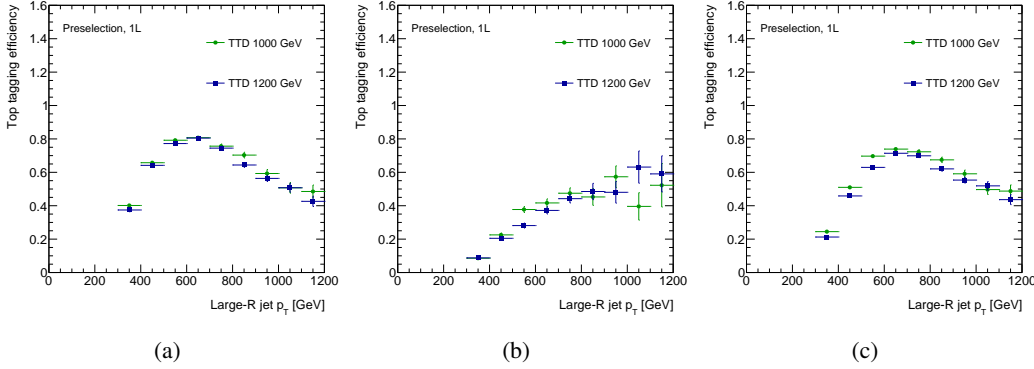 Top tagging efficiency
Preselection, 1L
TTD 1000 GeV
TTD 1200 GeV
1.6
1.4
1.2
1
0.8
0.6
0.4
0.2
0
0 200 400 600 800 1000 1200
Large-R jet p_T [GeV]
(a)
Top tagging efficiency
Preselection, 1L
TTD 1000 GeV
TTD 1200 GeV
1.6
1.4
1.2
1
0.8
0.6
0.4
0.2
0
0 200 400 600 800 1000 1200
Large-R jet p_T [GeV]
(b)
Top tagging efficiency
Preselection, 1L
TTD 1000 GeV
TTD 1200 GeV
1.6
1.4
1.2
1
0.8
0.6
0.4
0.2
0
0 200 400 600 800 1000 1200
Large-R jet p_T [GeV]
(c)